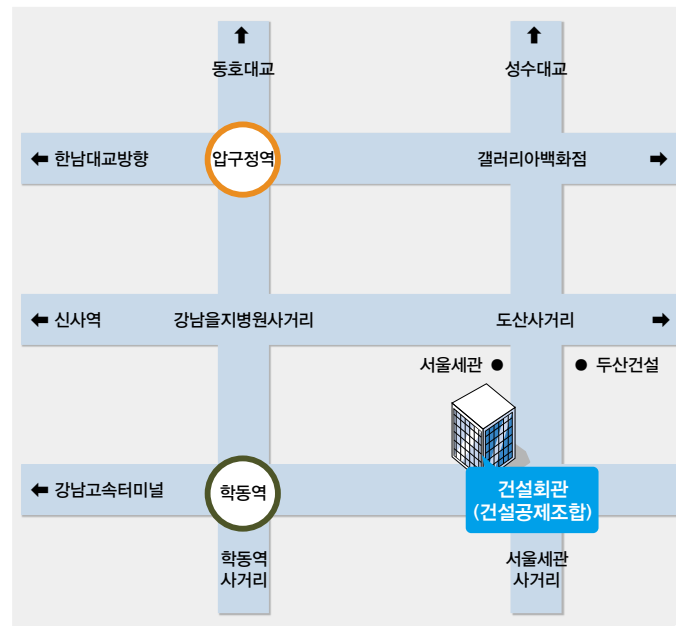 동호대교
성수대교
한남대교방향
압구정역
갤러리아백화점
신사역
강남을지병원사거리
도산사거리
서울세관
두산건설
강남고속터미널
학동역
건설회관
(건설공제조합)
학동역
사거리
서울세관
사거리